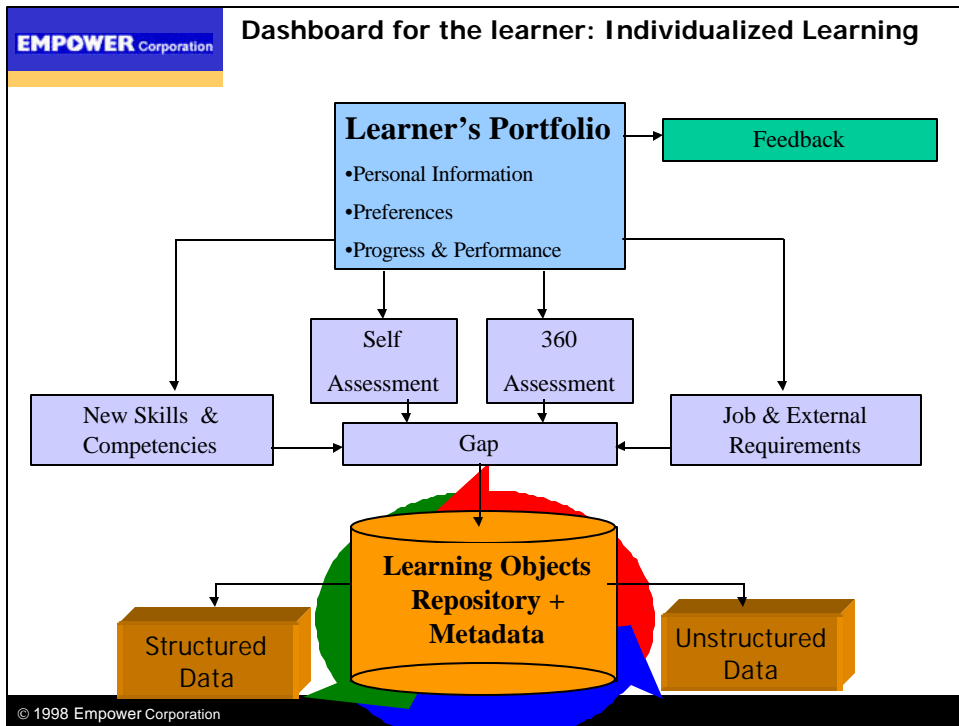 EMPOWER Corporation
Dashboard for the learner: Individualized Learning
Learner's Portfolio
•Personal Information
•Preferences
•Progress & Performance
Feedback
Self
Assessment
360
Assessment
New Skills &
Competencies
Gap
Job & External
Requirements
Learning Objects
Repository +
Metadata
Structured
Data
Unstructured
Data
© 1998 Empower Corporation